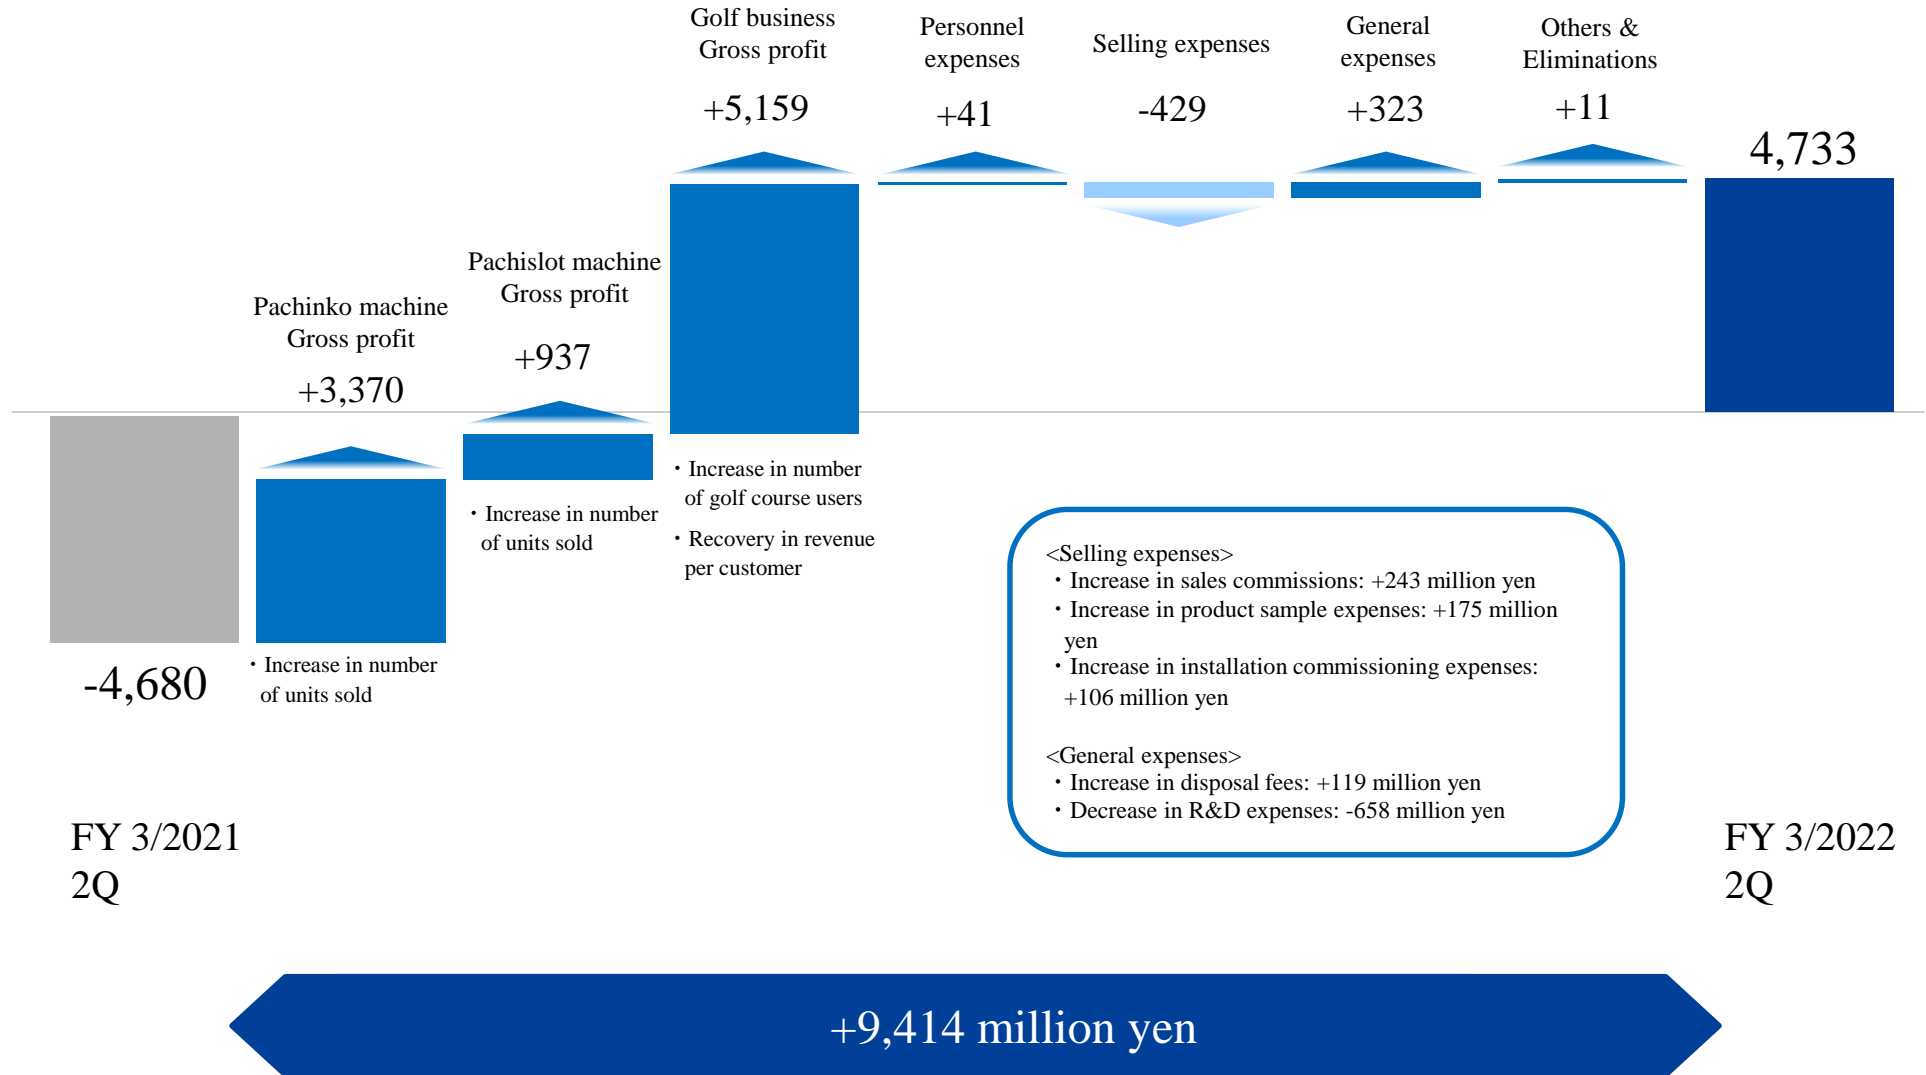 Golf business
Gross profit
+5,159
Personnel
expenses
+41
Selling expenses
-429
General
expenses
+323
Others &
Eliminations
+11
4,733
Pachislot machine
Gross profit
+937
Pachinko machine
Gross profit
+3,370
・Increase in number
of golf course users
・Recovery in revenue
per customer
・Increase in number
of units sold
・Increase in number
of units sold
-4,680
<Selling expenses>
・Increase in sales commissions: +243 million yen
・Increase in product sample expenses: +175 million
yen
・Increase in installation commissioning expenses:
+106 million yen
<General expenses>
・Increase in disposal fees: +119 million yen
・Decrease in R&D expenses: -658 million yen
FY 3/2021
2Q
FY 3/2022
2Q
+9,414 million yen